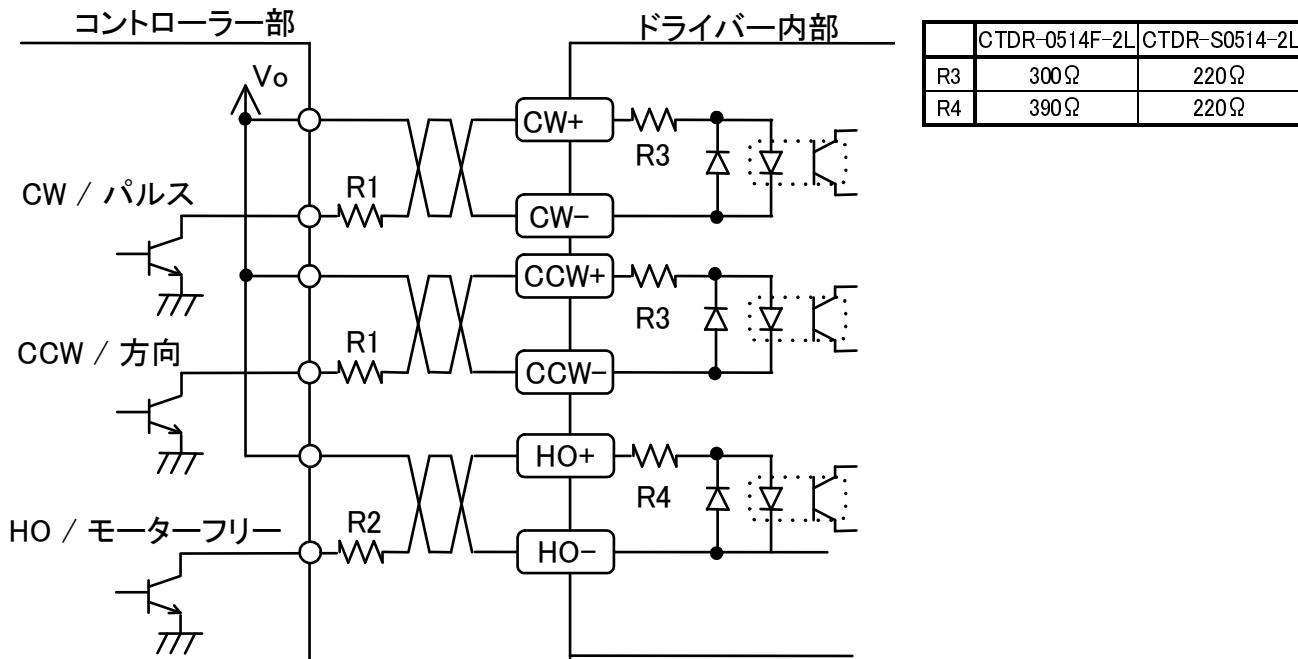 コントローラー部
ドライバー内部
CTDR-0514F-2L CTDR-S0514-2L
R3 300Ω 220Ω
R4 390Ω 220Ω
Vo
CW+
R3
CW / パルス
R1
CW-
CCW+
R3
CCW / 方向
R1
CCW-
HO+
R4
HO / モーターフリー
R2
HO-